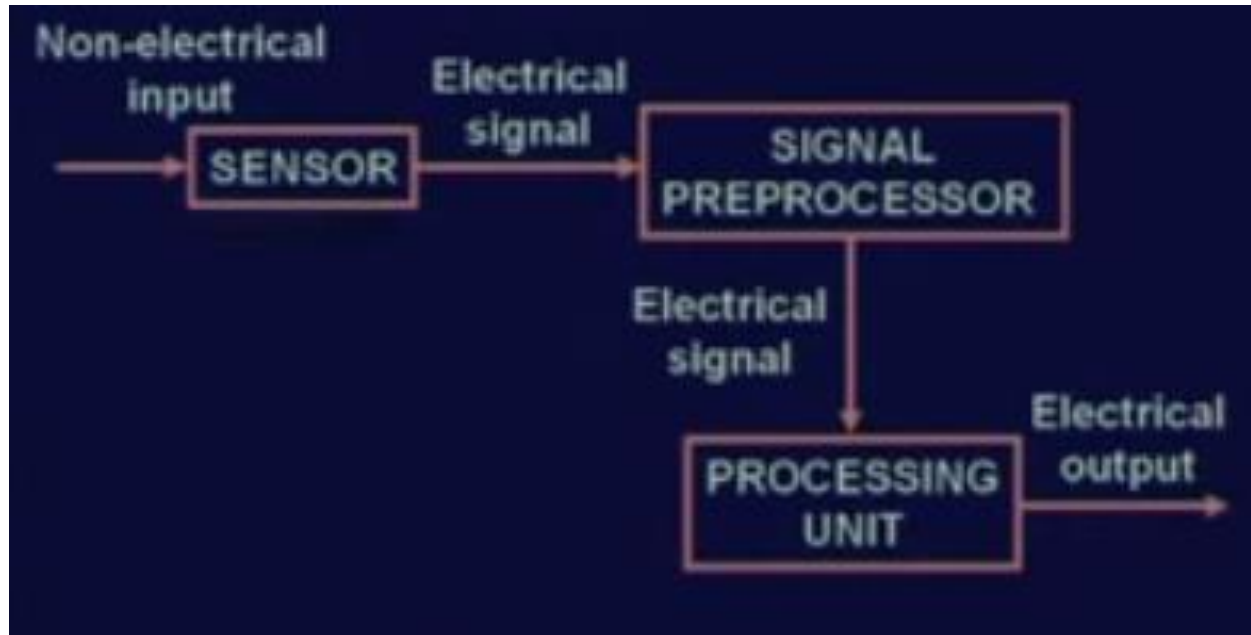 Non-electrical
input
SENSOR
Electrical
signal
SIGNAL
PREPROCESSOR
Electrical
signal
PROCESSING
UNIT
Electrical
output